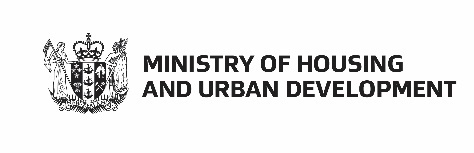 MINISTRY OF HOUSING
AND URBAN DEVELOPMENT